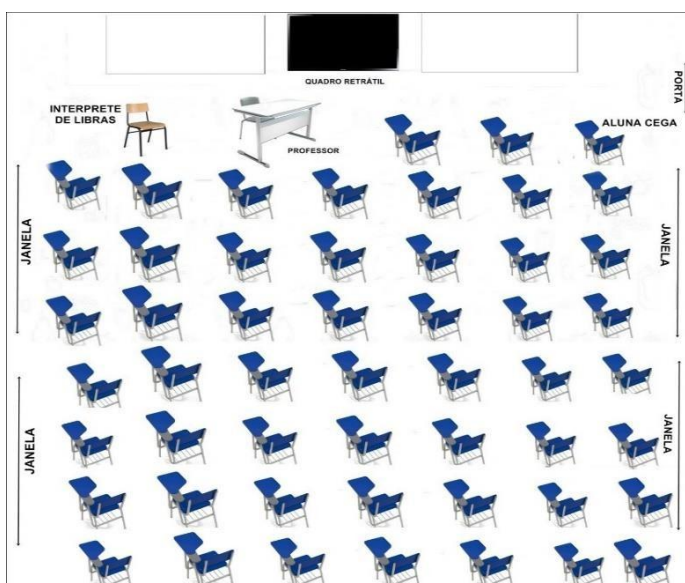 QUADRO RETRÁTIL
PORTA
INTERPRETE
DE LIBRAS
ALUNA CEGA
PROFESSOR
JANELA
JANELA
JANELA
JANELA